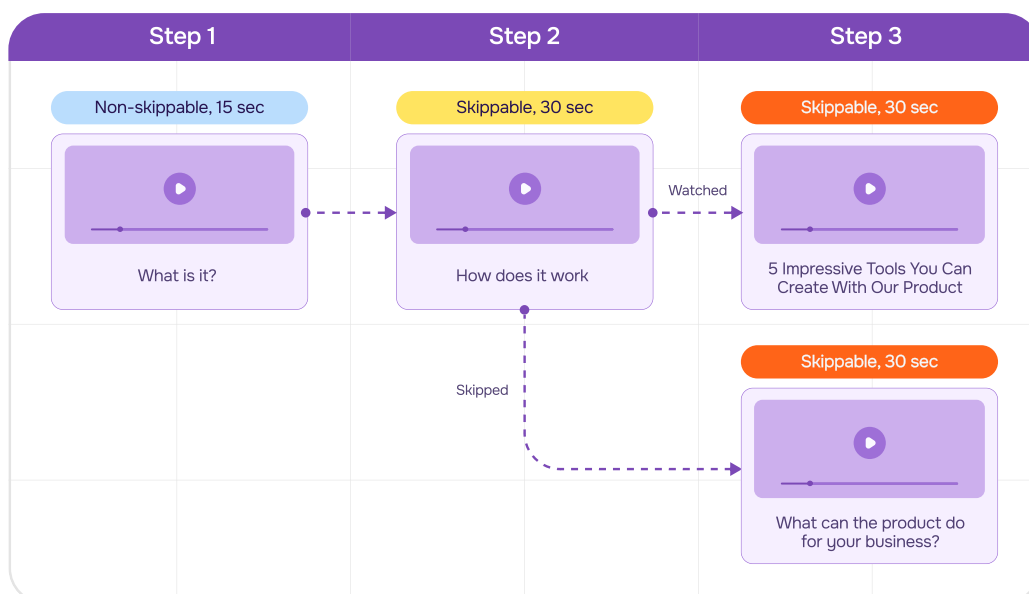 Step 1
Step 2
Step 3
Non-skippable, 15 sec
Skippable, 30 sec
Skippable, 30 sec
Watched
What is it?
How does it work
5 Impressive Tools You Can
Create With Our Product
Skippable, 30 sec
Skipped
What can the product do
for your business?